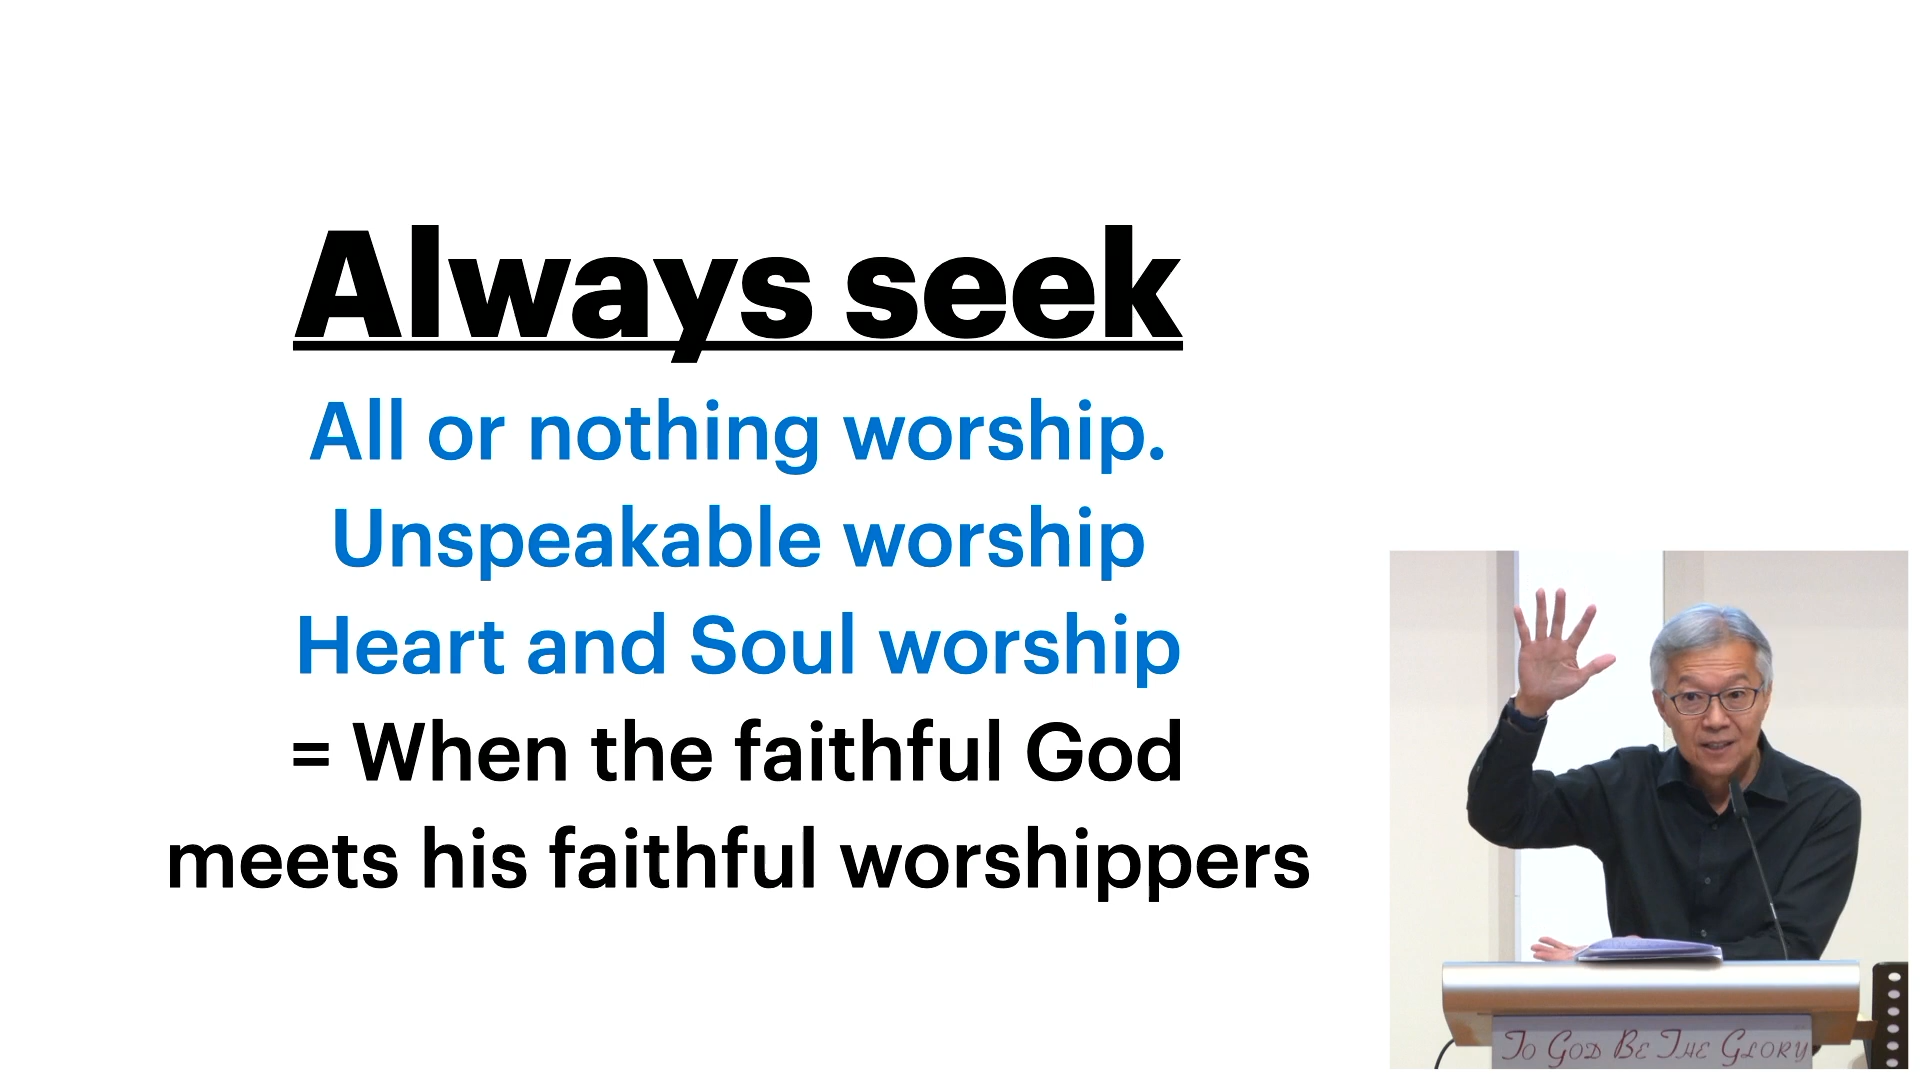 Always seek
All or nothing worship.
Unspeakable worship
Heart and Soul worship
= When the faithful God
meets his faithful worshippers
To God Be The Glory